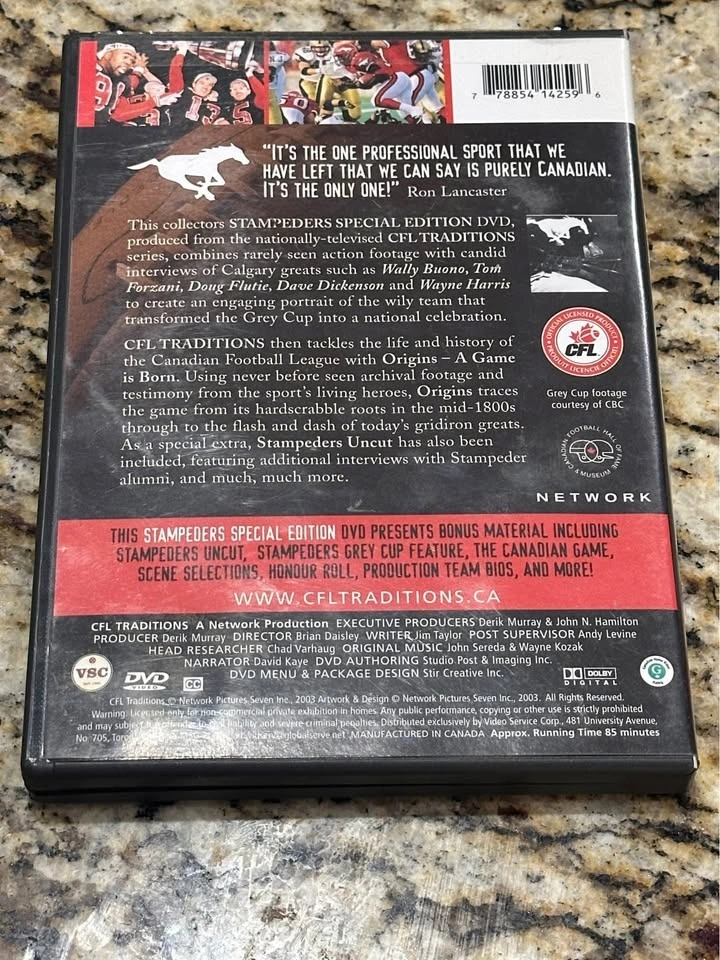 7 78854 14259 6
"IT'S THE ONE PROFESSIONAL SPORT THAT WE
HAVE LEFT THAT WE CAN SAY IS PURELY CANADIAN.
IT'S THE ONLY ONE!" Ron Lancaster
This collectors STAMPEDERS SPECIAL EDITION DVD,
produced from the nationally-televised CFL TRADITIONS
series, combines rarely seen action footage with candid
interviews of Calgary greats such as Wally Buono, Tom
Forzani, Doug Flutie, Dave Dickenson and Wayne Harris
to create an engaging portrait of the wily team that
transformed the Grey Cup into a national celebration.
CFL TRADITIONS then tackles the life and history of
the Canadian Football League with Origins – A Game
is Born. Using never before seen archival footage and
testimony from the sport's living heroes, Origins traces
the game from its hardscrabble roots in the mid-1800s
through to the flash and dash of today's gridiron greats.
As a special extra, Stampeders Uncut has also been
included, featuring additional interviews with Stampeder
alumni, and much, much more.
OFFICIAL LICENSED PRODUCT
CFL
PRODUIT LICENCIÉ OFFICIEL
Grey Cup footage
courtesy of CBC
CANADIAN FOOTBALL HALL OF FAME
& MUSEUM
NETWORK
THIS STAMPEDERS SPECIAL EDITION DVD PRESENTS BONUS MATERIAL INCLUDING
STAMPEDERS UNCUT, STAMPEDERS GREY CUP FEATURE, THE CANADIAN GAME,
SCENE SELECTIONS, HONOUR ROLL, PRODUCTION TEAM BIOS, AND MORE!
WWW.CFLTRADITIONS.CA
CFL TRADITIONS A Network Production EXECUTIVE PRODUCERS Derik Murray & John N. Hamilton
PRODUCER Derik Murray DIRECTOR Brian Daisley WRITER Jim Taylor POST SUPERVISOR Andy Levine
HEAD RESEARCHER Chad Varhaug ORIGINAL MUSIC John Sereda & Wayne Kozak
NARRATOR David Kaye DVD AUTHORING Studio Post & Imaging Inc.
DVD MENU & PACKAGE DESIGN Stir Creative Inc.
VSC
DVD
VIDEO
CC
DOLBY
DIGITAL
G
CFL Traditions © Network Pictures Seven Inc., 2003 Artwork & Design © Network Pictures Seven Inc., 2003. All Rights Reserved.
Warning: Licensed only for non-commercial private exhibition in homes. Any public performance, copying or other use is strictly prohibited
and may subject liability and severe criminal penalties. Distributed exclusively by Video Service Corp., 481 University Avenue,
No. 705, MANUFACTURED IN CANADA Approx. Running Time 85 minutes